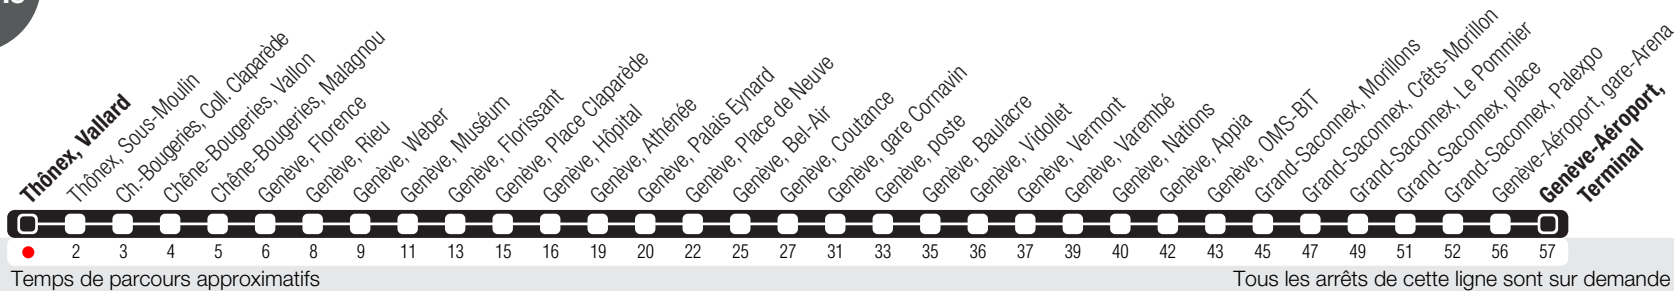 Thônex, Vallard
Thônex, Sous-Moulin
Ch.-Bougeries, Coll. Claparède
Chêne-Bougeries, Vallon
Chêne-Bougeries, Malagnou
Genève, Florence
Genève, Rieu
Genève, Weber
Genève, Muséum
Genève, Florissant
Genève, Place Claparède
Genève, Hôpital
Genève, Athénée
Genève, Palais Eynard
Genève, Place de Neuve
Genève, Bel-Air
Genève, Coutance
Genève, gare Cornavin
Genève, poste
Genève, Baulacre
Genève, Vidollet
Genève, Vermont
Genève, Varembé
Genève, Nations
Genève, Appia
Genève, OMS-BIT
Grand-Saconnex, Morillons
Grand-Saconnex, Crêts-Morillon
Grand-Saconnex, Le Pommier
Grand-Saconnex, place
Grand-Saconnex, Palexpo
Genève-Aéroport, gare-Arena
Genève-Aéroport,
Terminal
2 3 4 5 6 8 9 11 13 15 16 19 20 22 25 27 31 33 35 36 37 39 40 42 43 45 47 49 51 52 56 57
Temps de parcours approximatifs
Tous les arrêts de cette ligne sont sur demande